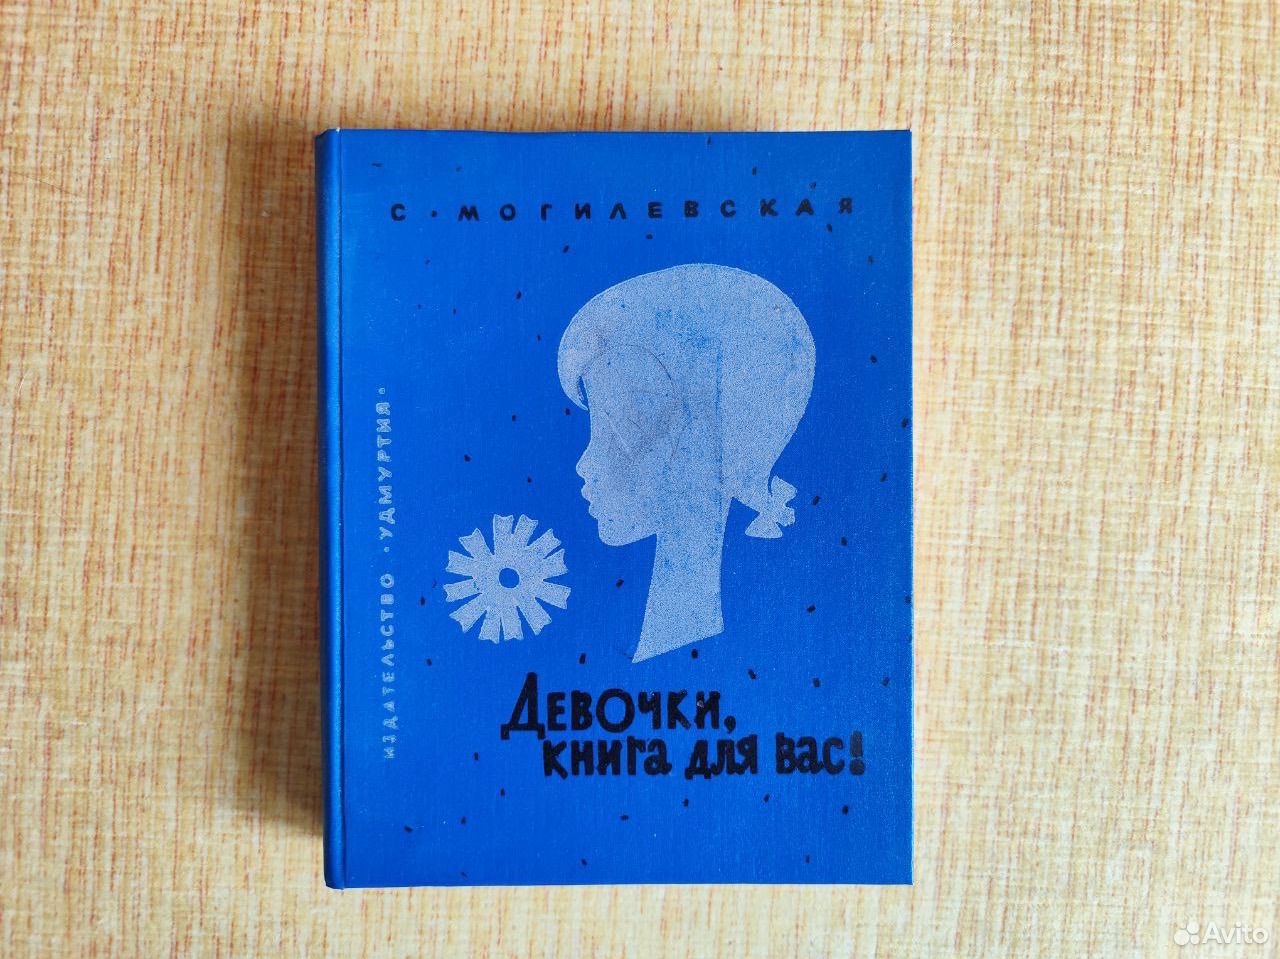 С • МОГИЛЕВСКАЯ
ИЗДАТЕЛЬСТВО • УДМУРТИЯ •
ДЕВОЧКИ,
КНИГА ДЛЯ ВАС!
Avito